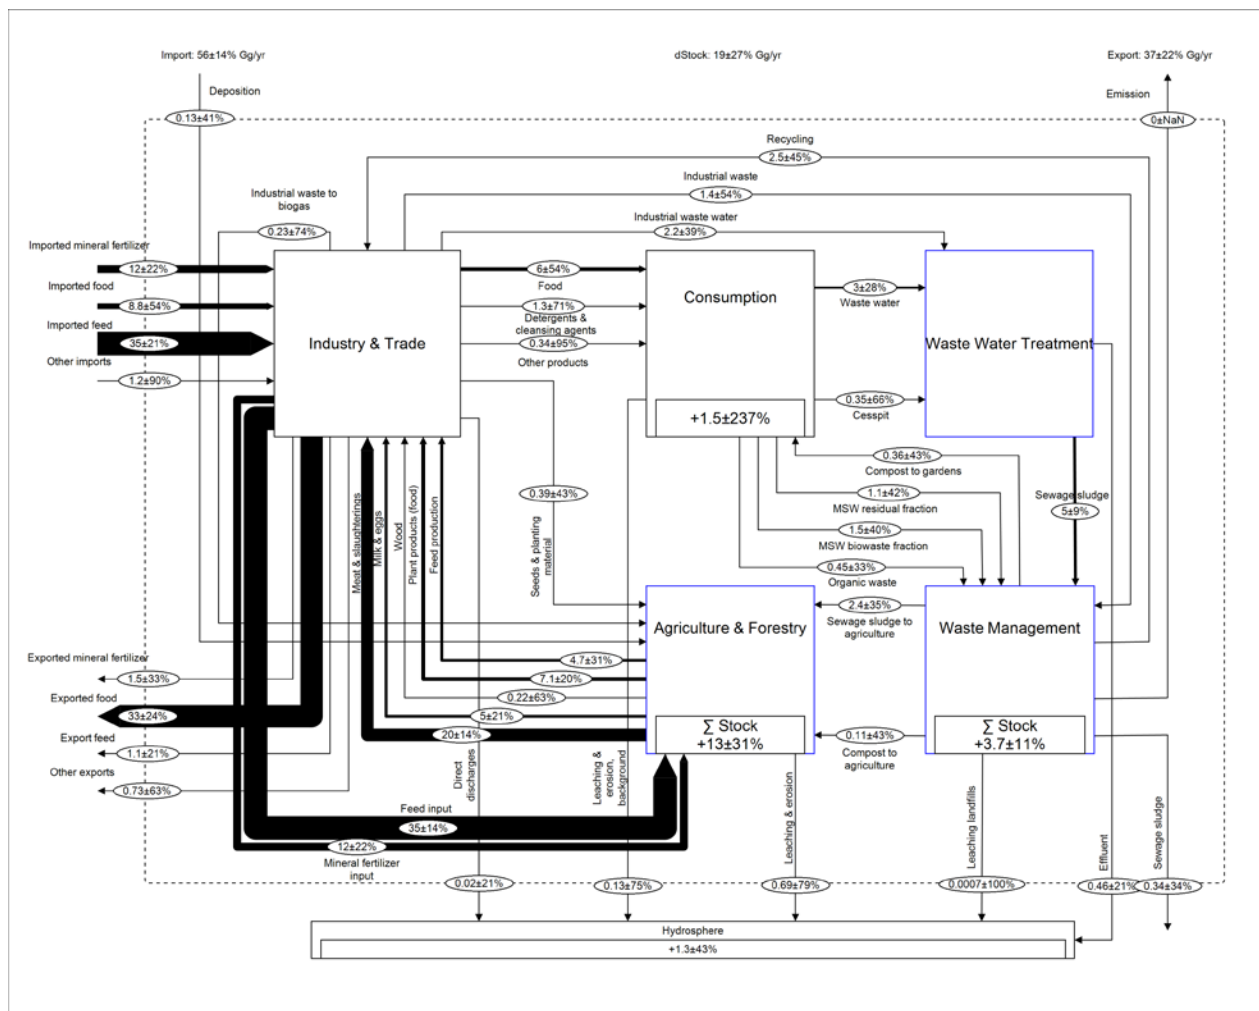 Import: 56±14% Gg/yr
dStock: 19±27% Gg/yr
Export: 37±22% Gg/yr
Deposition
Emission
0.13±41%
0±NaN
Recycling
2.5±45%
Industrial waste to
biogas
Industrial waste
1.4±54%
0.23±74%
Industrial waste water
2.2±39%
Imported mineral fertilizer
12±22%
Imported food
8.8±54%
Imported feed
35±21%
Other imports
1.2±90%
Industry & Trade
6±54%
Food
1.3±71%
Detergents &
cleansing agents
0.34±95%
Other products
Consumption
+1.5±237%
3±28%
Waste water
0.35±66%
Cesspit
Waste Water Treatment
0.36±43%
Compost to gardens
1.1±42%
MSW residual fraction
1.5±40%
MSW biowaste fraction
0.45±33%
Organic waste
Sewage sludge
5±9%
Meat & slaughterings
Milk & eggs
Wood
Plant products (food)
Feed production
0.39±43%
Seeds & planting
material
Agriculture & Forestry
∑ Stock
+13±31%
2.4±35%
Sewage sludge to
agriculture
Waste Management
∑ Stock
+3.7±11%
0.11±43%
Compost to
agriculture
4.7±31%
7.1±20%
0.22±63%
5±21%
20±14%
Exported mineral fertilizer
1.5±33%
Exported food
33±24%
Export feed
1.1±21%
Other exports
0.73±63%
Feed input
35±14%
12±22%
Mineral fertilizer
input
Direct
discharges
Leaching &
erosion,
background
Leaching & erosion
Leaching landfills
Effluent
Sewage sludge
0.02±21%
0.13±75%
0.69±79%
0.0007±100%
0.46±21%
0.34±34%
Hydrosphere
+1.3±43%